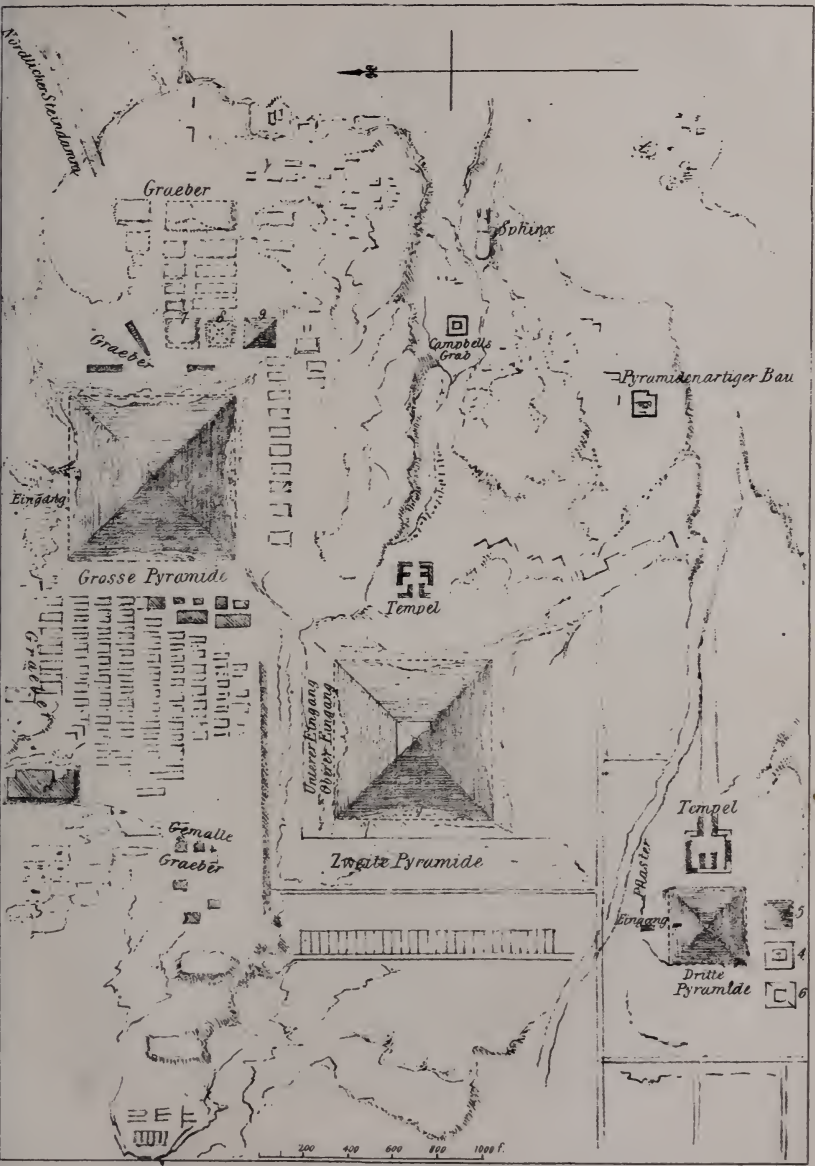 Nördlicher Steindamm
Graeber
Sphinx
7 8 9
Campbells
Grab
Graeber
Pyramidenartiger Bau
Eingang
Grosse Pyramide
Tempel
Graeber
Unterer Eingang
Oberer Eingang
Tempel
Gemalte
Graeber
Zweite Pyramide
Pflaster
Eingang
5
4
Dritte
Pyramide
6
200 400 600 800 1000 f.